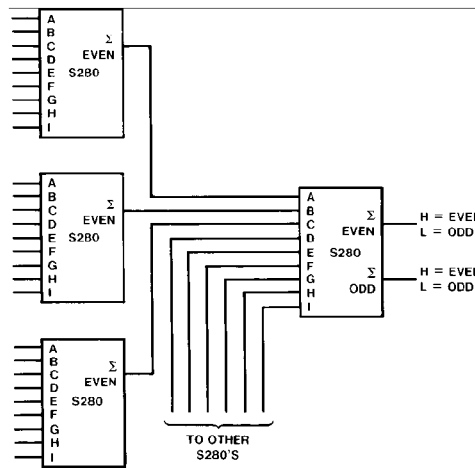 A
B
C
D
E
F
G
H
I
Σ
EVEN
S280
A
B
C
D
E
F
G
H
I
Σ
EVEN
S280
A
B
C
D
E
F
G
H
I
Σ
EVEN
S280
A
B
C
D
E
F
G
H
I
Σ
EVEN
S280
Σ
ODD
H = EVEN
L = ODD
H = EVEN
L = ODD
TO OTHER
S280'S